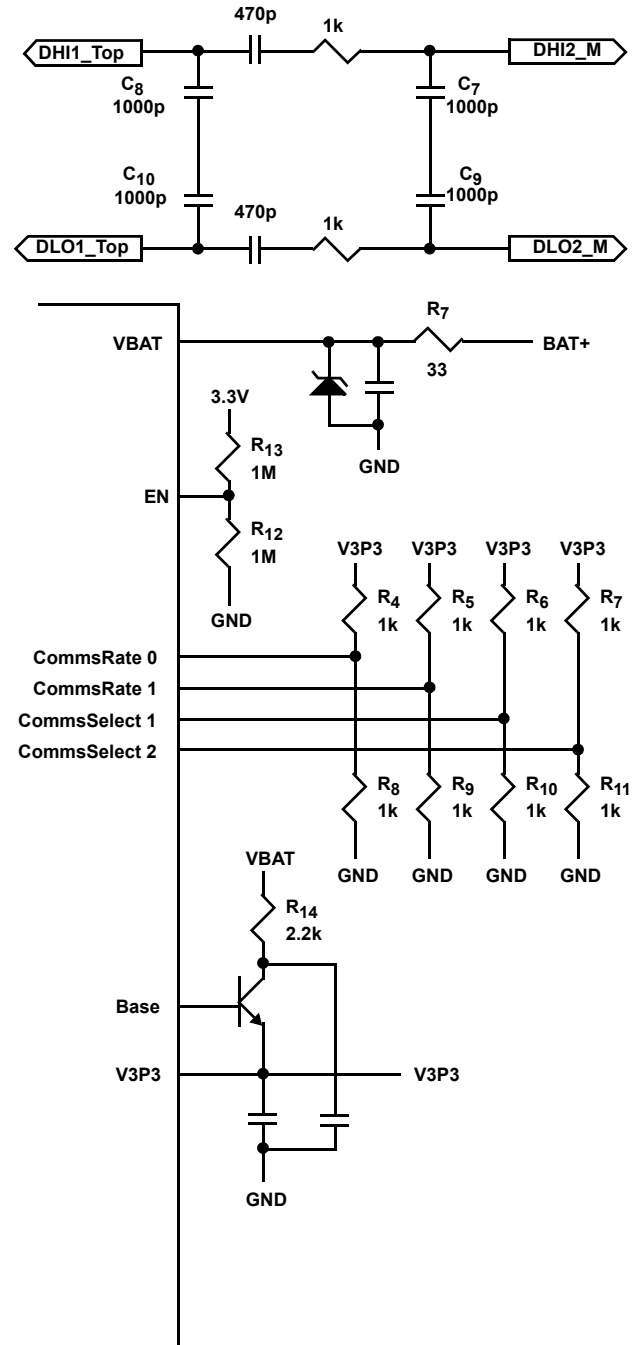 470p
1k
DHI1_Top
DHI2_M
C8
1000p
C7
1000p
C10
1000p
C9
1000p
470p
1k
DLO1_Top
DLO2_M
R7
VBAT
BAT+
33
3.3V
GND
R13
1M
EN
R12
1M
GND
V3P3 V3P3 V3P3 V3P3
R4 R5 R6 R7
1k 1k 1k 1k
CommsRate 0
CommsRate 1
CommsSelect 1
CommsSelect 2
R8 R9 R10 R11
1k 1k 1k 1k
GND GND GND GND
VBAT
R14
2.2k
Base
V3P3
V3P3
GND